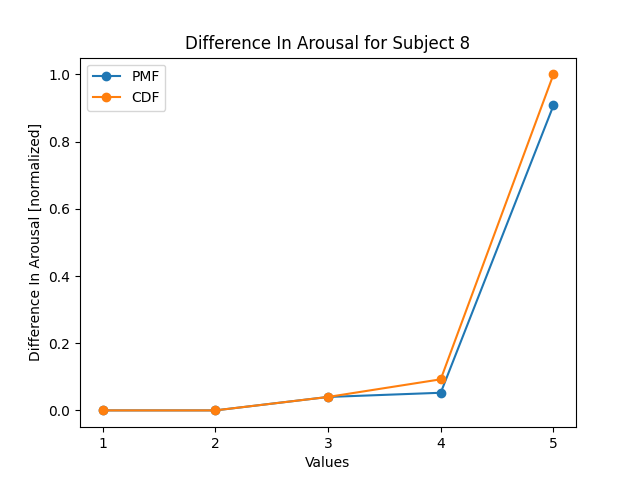 Difference In Arousal for Subject 8
PMF
CDF
Difference In Arousal [normalized]
1.0
0.8
0.6
0.4
0.2
0.0
1 2 3 4 5
Values